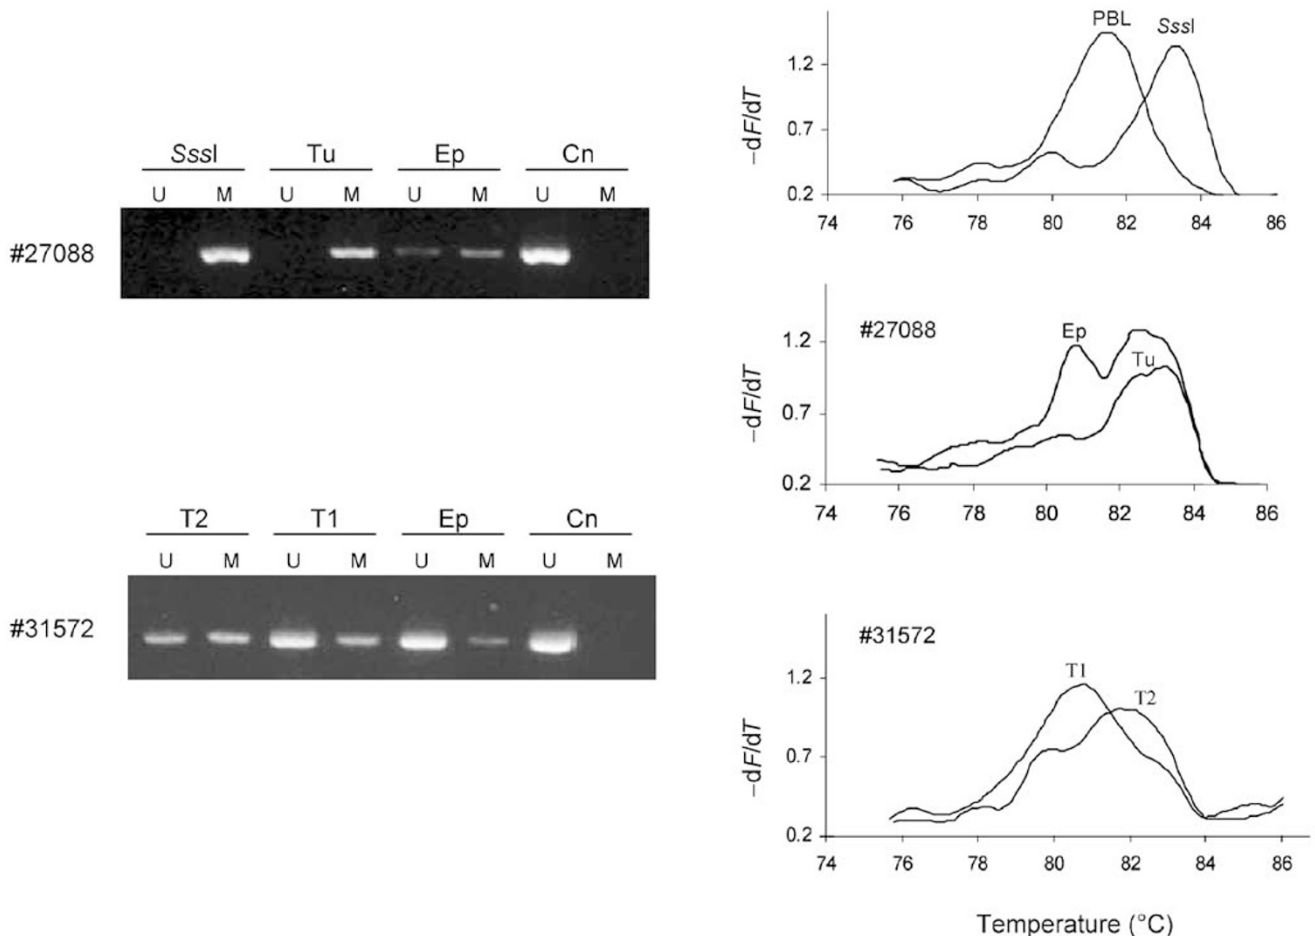 SssI Tu Ep Cn
U M U M U M U M
#27088
T2 T1 Ep Cn
U M U M U M U M
#31572
PBL SssI
−dF/dT
1.2
0.7
0.2
74 76 78 80 82 84 86
#27088
Ep
Tu
−dF/dT
1.2
0.7
0.2
74 76 78 80 82 84 86
#31572
T1
T2
−dF/dT
1.2
0.7
0.2
74 76 78 80 82 84 86
Temperature (°C)